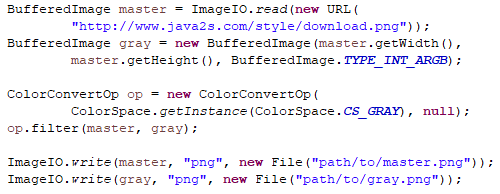 BufferedImage master = ImageIO.read(new URL(
"http://www.java2s.com/style/download.png"));
BufferedImage gray = new BufferedImage(master.getWidth(),
master.getHeight(), BufferedImage.TYPE_INT_ARGB);
ColorConvertOp op = new ColorConvertOp(
ColorSpace.getInstance(ColorSpace.CS_GRAY), null);
op.filter(master, gray);
ImageIO.write(master, "png", new File("path/to/master.png"));
ImageIO.write(gray, "png", new File("path/to/gray.png"));